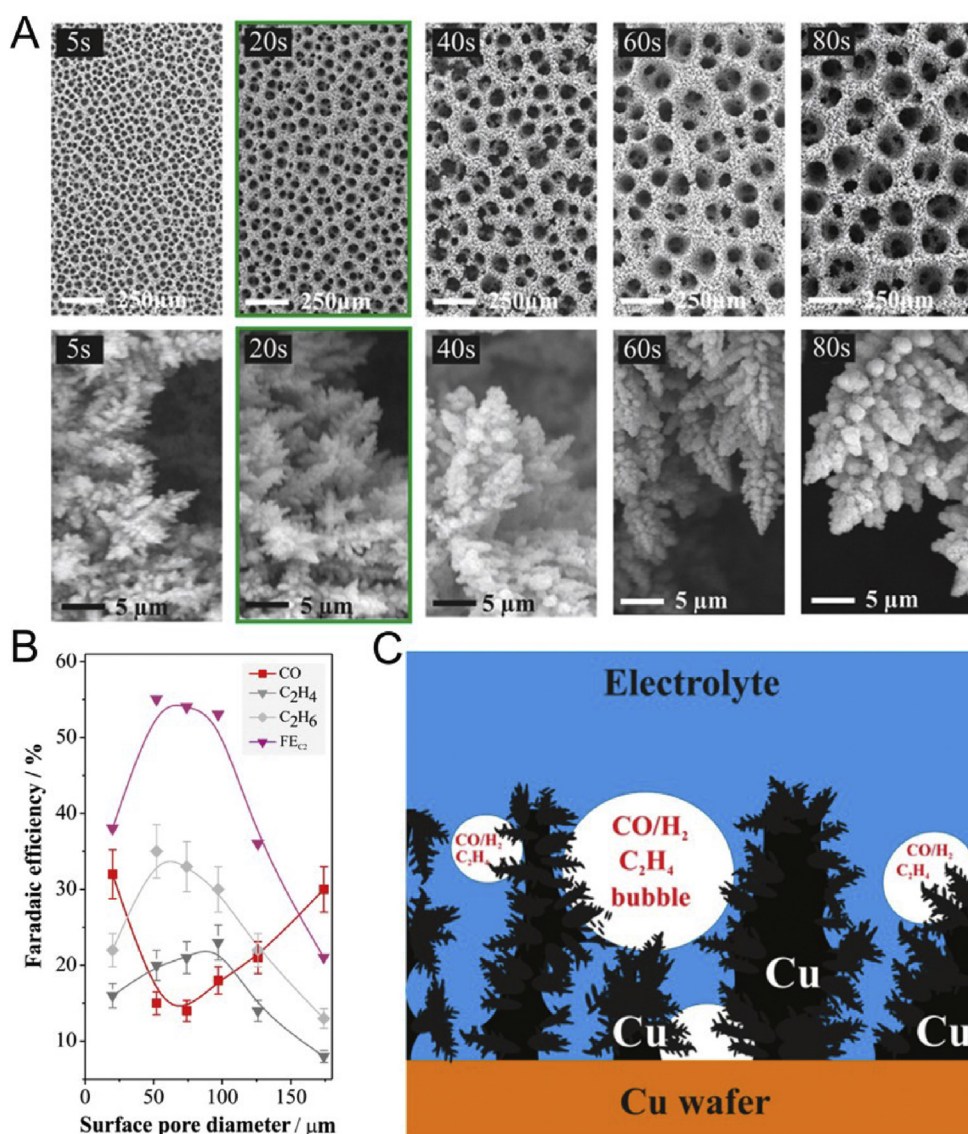 A
5s
20s
40s
60s
80s
250μm
250μm
250μm
250μm
250μm
5s
20s
40s
60s
80s
5 μm
5 μm
5 μm
5 μm
5 μm
B
60
50
40
30
20
10
0
50
100
150
Faradaic efficiency / %
Surface pore diameter / μm
CO
C2H4
C2H6
FEC2
C
Electrolyte
CO/H2
C2H4
CO/H2
C2H4
bubble
CO/H2
C2H4
Cu
Cu
Cu
Cu wafer